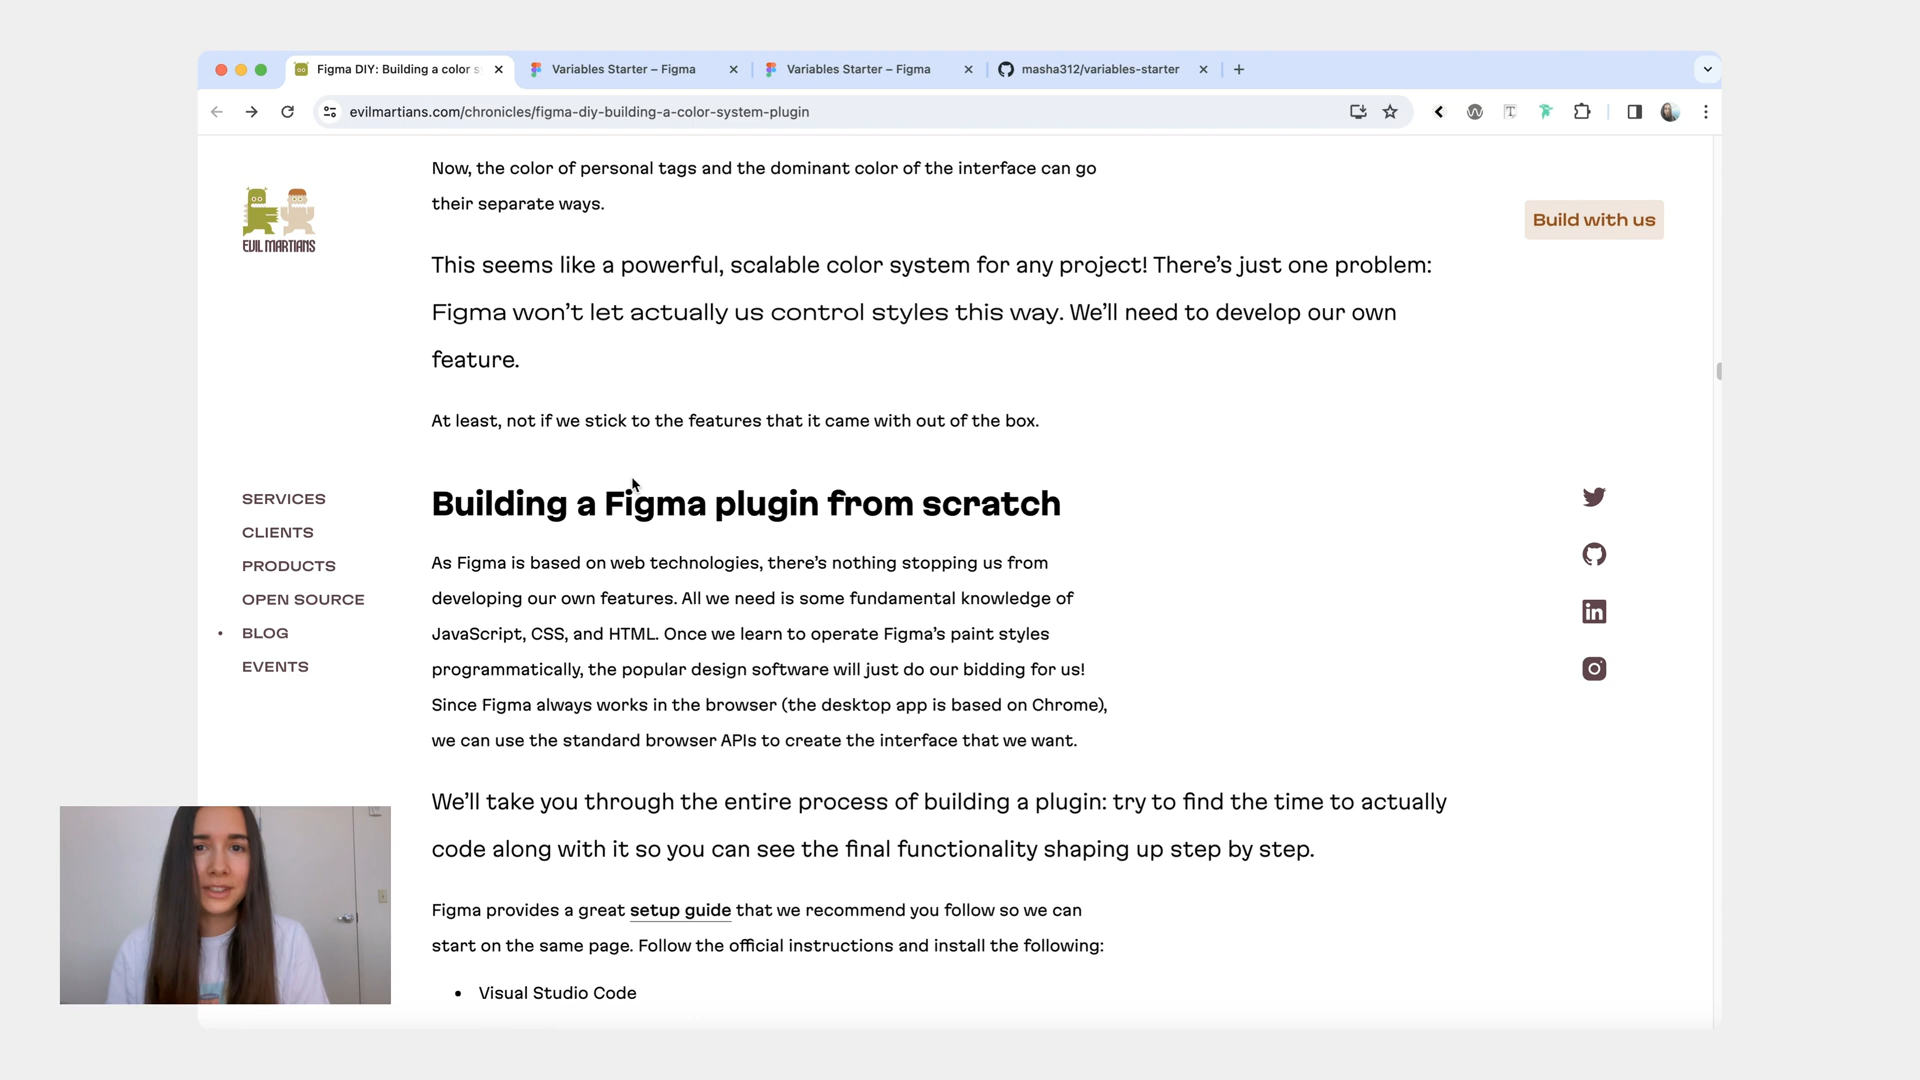 Figma DIY: Building a color s
Variables Starter – Figma
Variables Starter – Figma
masha312/variables-starter
evilmartians.com/chronicles/figma-diy-building-a-color-system-plugin
EVIL MARTIANS
Build with us
SERVICES
CLIENTS
PRODUCTS
OPEN SOURCE
• BLOG
EVENTS
Now, the color of personal tags and the dominant color of the interface can go
their separate ways.
This seems like a powerful, scalable color system for any project! There’s just one problem:
Figma won’t let actually us control styles this way. We’ll need to develop our own
feature.
At least, not if we stick to the features that it came with out of the box.
Building a Figma plugin from scratch
As Figma is based on web technologies, there’s nothing stopping us from
developing our own features. All we need is some fundamental knowledge of
JavaScript, CSS, and HTML. Once we learn to operate Figma’s paint styles
programmatically, the popular design software will just do our bidding for us!
Since Figma always works in the browser (the desktop app is based on Chrome),
we can use the standard browser APIs to create the interface that we want.
We’ll take you through the entire process of building a plugin: try to find the time to actually
code along with it so you can see the final functionality shaping up step by step.
Figma provides a great setup guide that we recommend you follow so we can
start on the same page. Follow the official instructions and install the following:
• Visual Studio Code